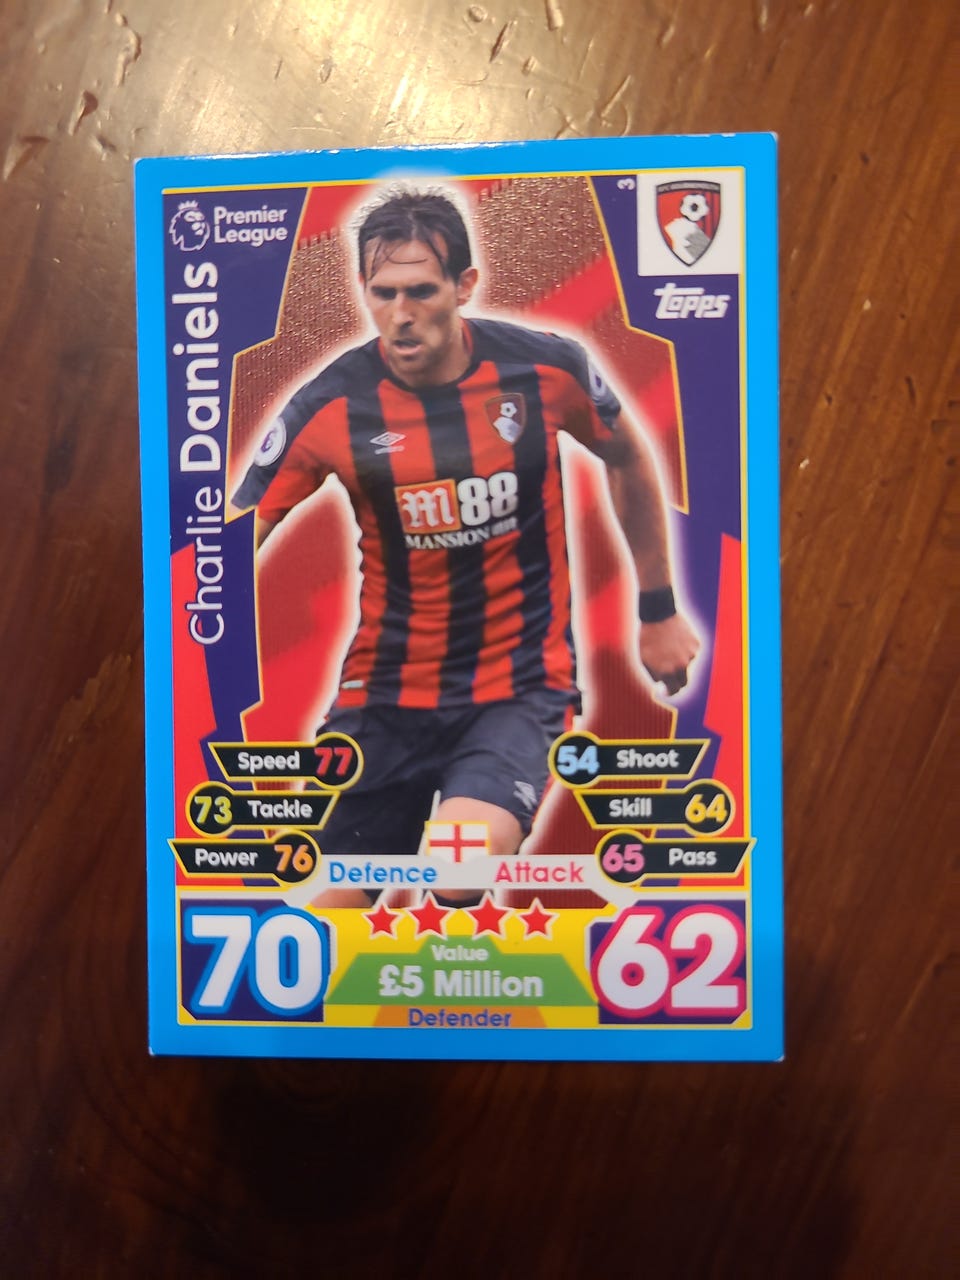 Premier
League
3
TOPPS
Charlie Daniels
M88
MANSION
umbro
Speed 77
54 Shoot
73 Tackle
Skill 64
Power 76
65 Pass
Defence
Attack
70
62
Value
£5 Million
Defender